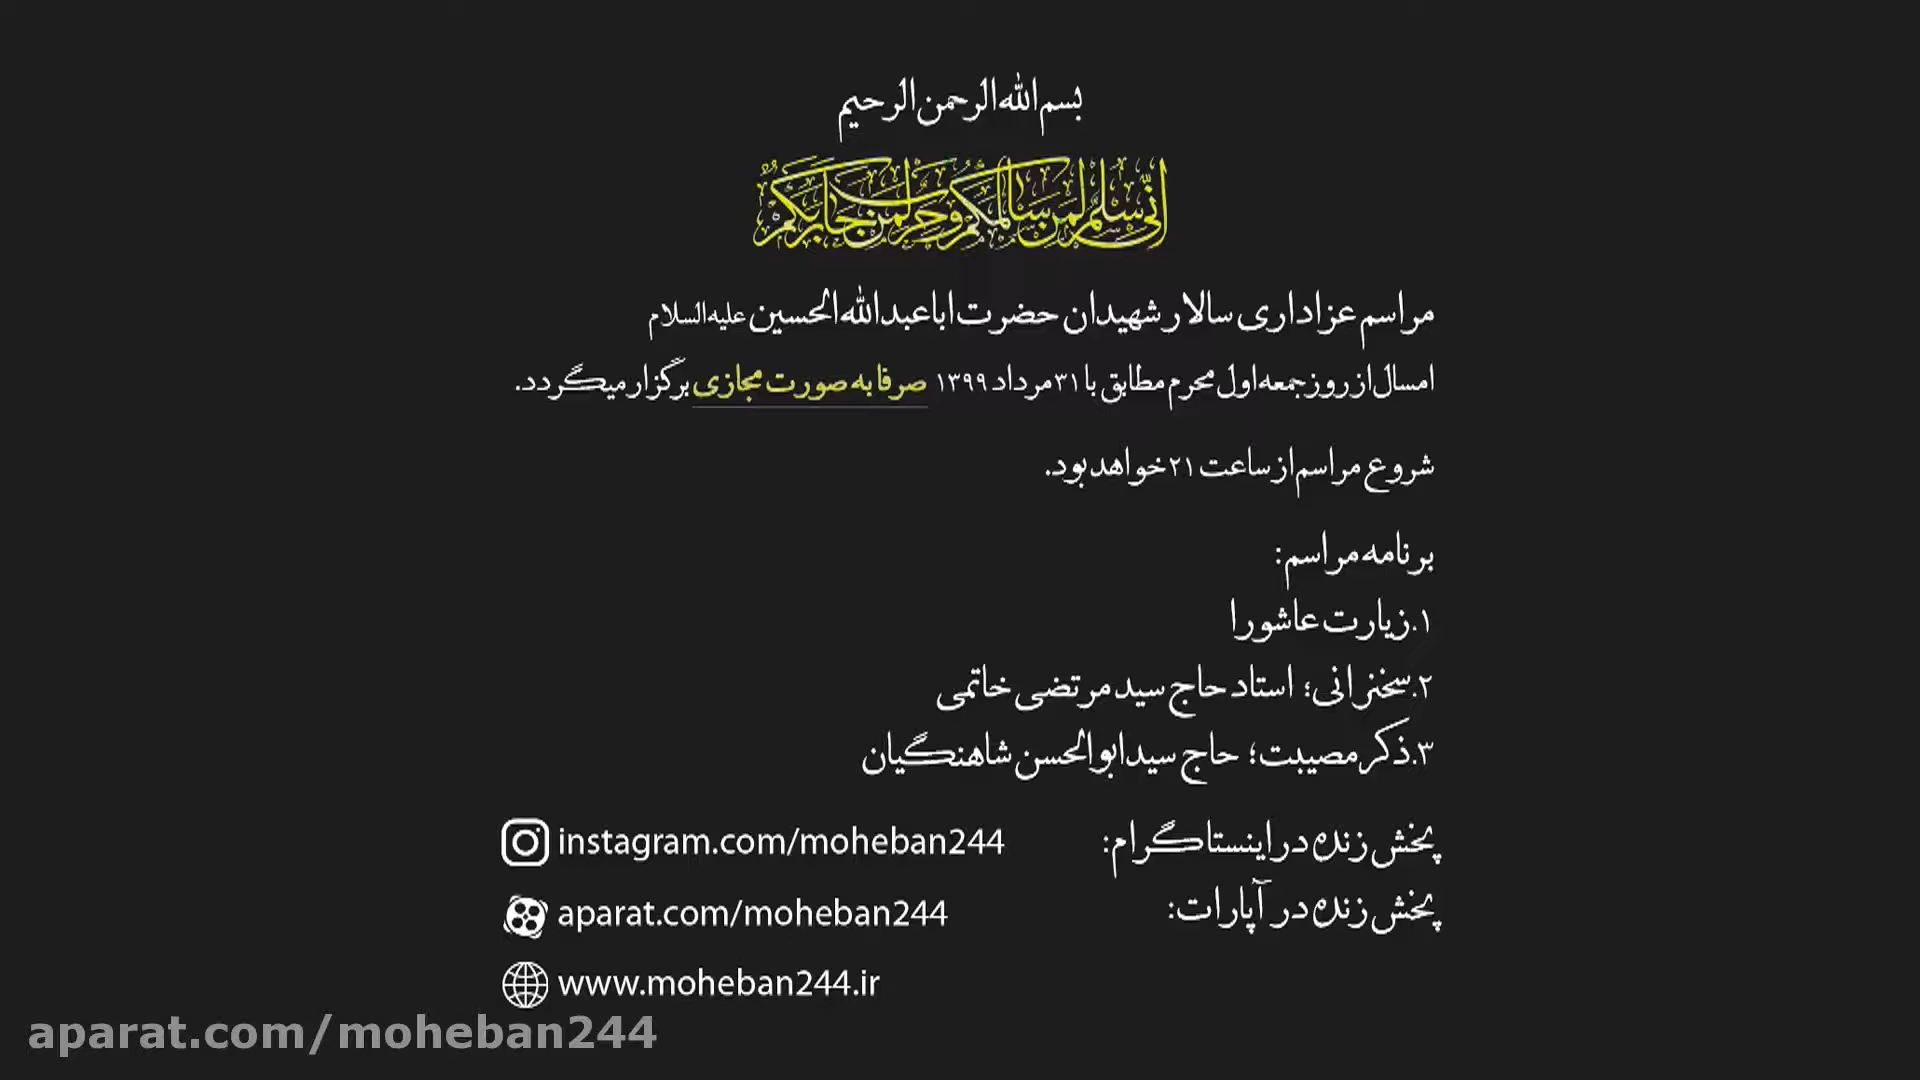 بسم الله الرحمن الرحیم
انّی سلمٌ لمن سالمکم و حربٌ لمن حاربکم
مراسم عزاداری سالار شهیدان حضرت اباعبدالله الحسین علیه السلام
امسال از روز جمعه اول محرم مطابق با ۳۱ مرداد ۱۳۹۹ صرفا به صورت مجازی برگزار میگردد.
شروع مراسم از ساعت ۲۱ خواهد بود.
برنامه مراسم:
۱. زیارت عاشورا
۲. سخنرانی؛ استاد حاج سید مرتضی خاتمی
۳. ذکر مصیبت؛ حاج سید ابوالحسن شاهنگیان
پخش زنده در اینستاگرام: instagram.com/moheban244
پخش زنده در آپارات: aparat.com/moheban244
www.moheban244.ir
aparat.com/moheban244